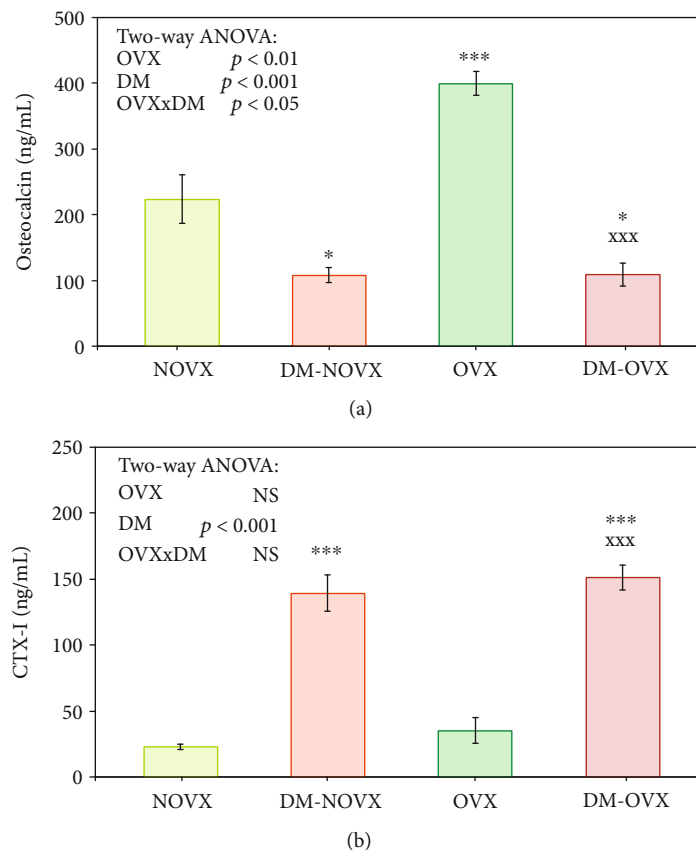 500
400
300
200
100
0
Osteocalcin (ng/mL)
Two-way ANOVA:
OVX p < 0.01
DM p < 0.001
OVXxDM p < 0.05
*
***
*
xxx
NOVX DM-NOVX OVX DM-OVX
(a)
250
200
150
100
50
0
CTX-I (ng/mL)
Two-way ANOVA:
OVX NS
DM p < 0.001
OVXxDM NS
***
***
xxx
NOVX DM-NOVX OVX DM-OVX
(b)